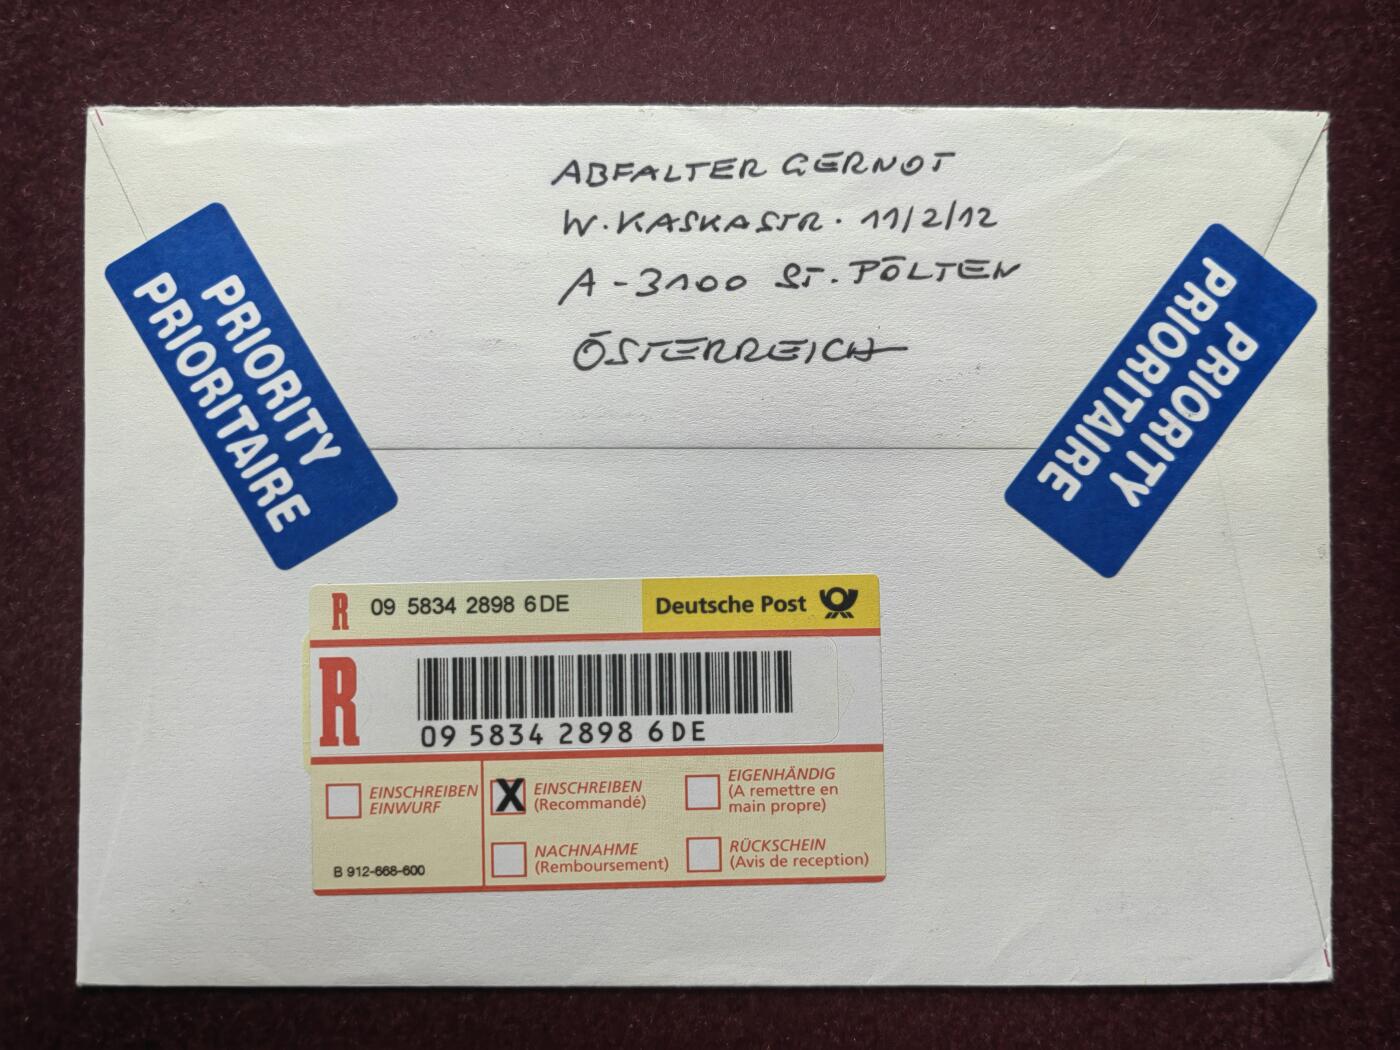 ABFALTER GERNOT
W. KASKASTR. 11/2/12
A-3100 ST. PÖLTEN
ÖSTERREICH
PRIORITY
PRIORITAIRE
PRIORITY
PRIORITAIRE
R 09 5834 2898 6DE Deutsche Post
R
09 5834 2898 6DE
EINSCHREIBEN
EINWURF
X EINSCHREIBEN
(Recommandé)
EIGENHÄNDIG
(A remettre en
main propre)
NACHNAHME
(Remboursement)
RÜCKSCHEIN
(Avis de reception)
B 912-668-600